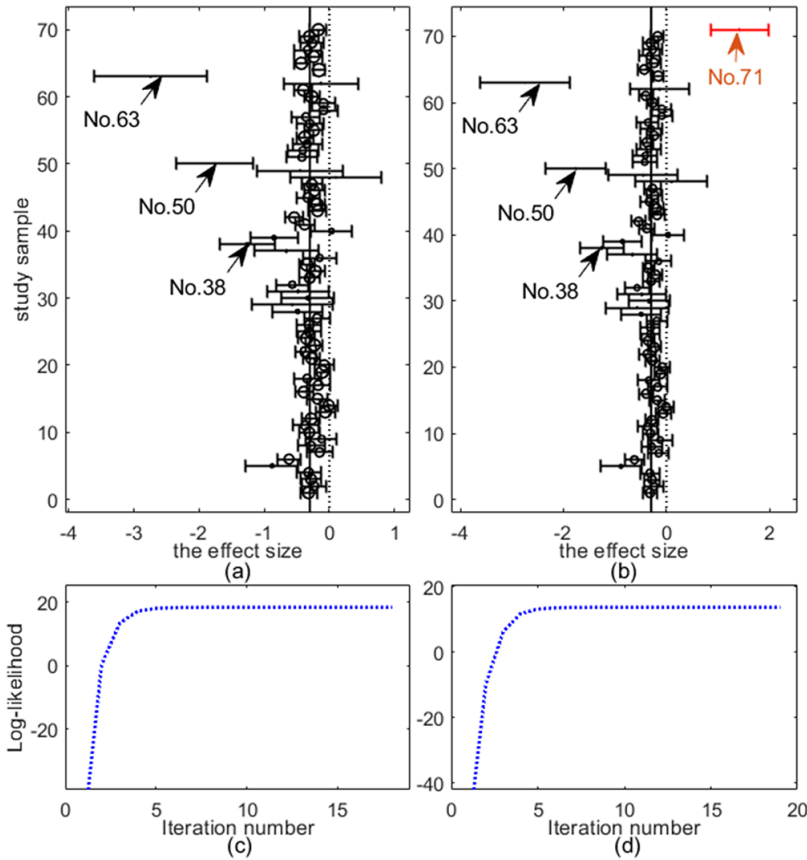 70
60
50
40
30
20
10
0
study sample
No.63
No.50
No.38
-4 -3 -2 -1 0 1
the effect size
(a)
70
60
50
40
30
20
10
0
No.71
No.63
No.50
No.38
-4 -2 0 2
the effect size
(b)
20
0
-20
Log-likelihood
0 5 10 15
Iteration number
(c)
20
0
-20
-40
0 5 10 15 20
Iteration number
(d)